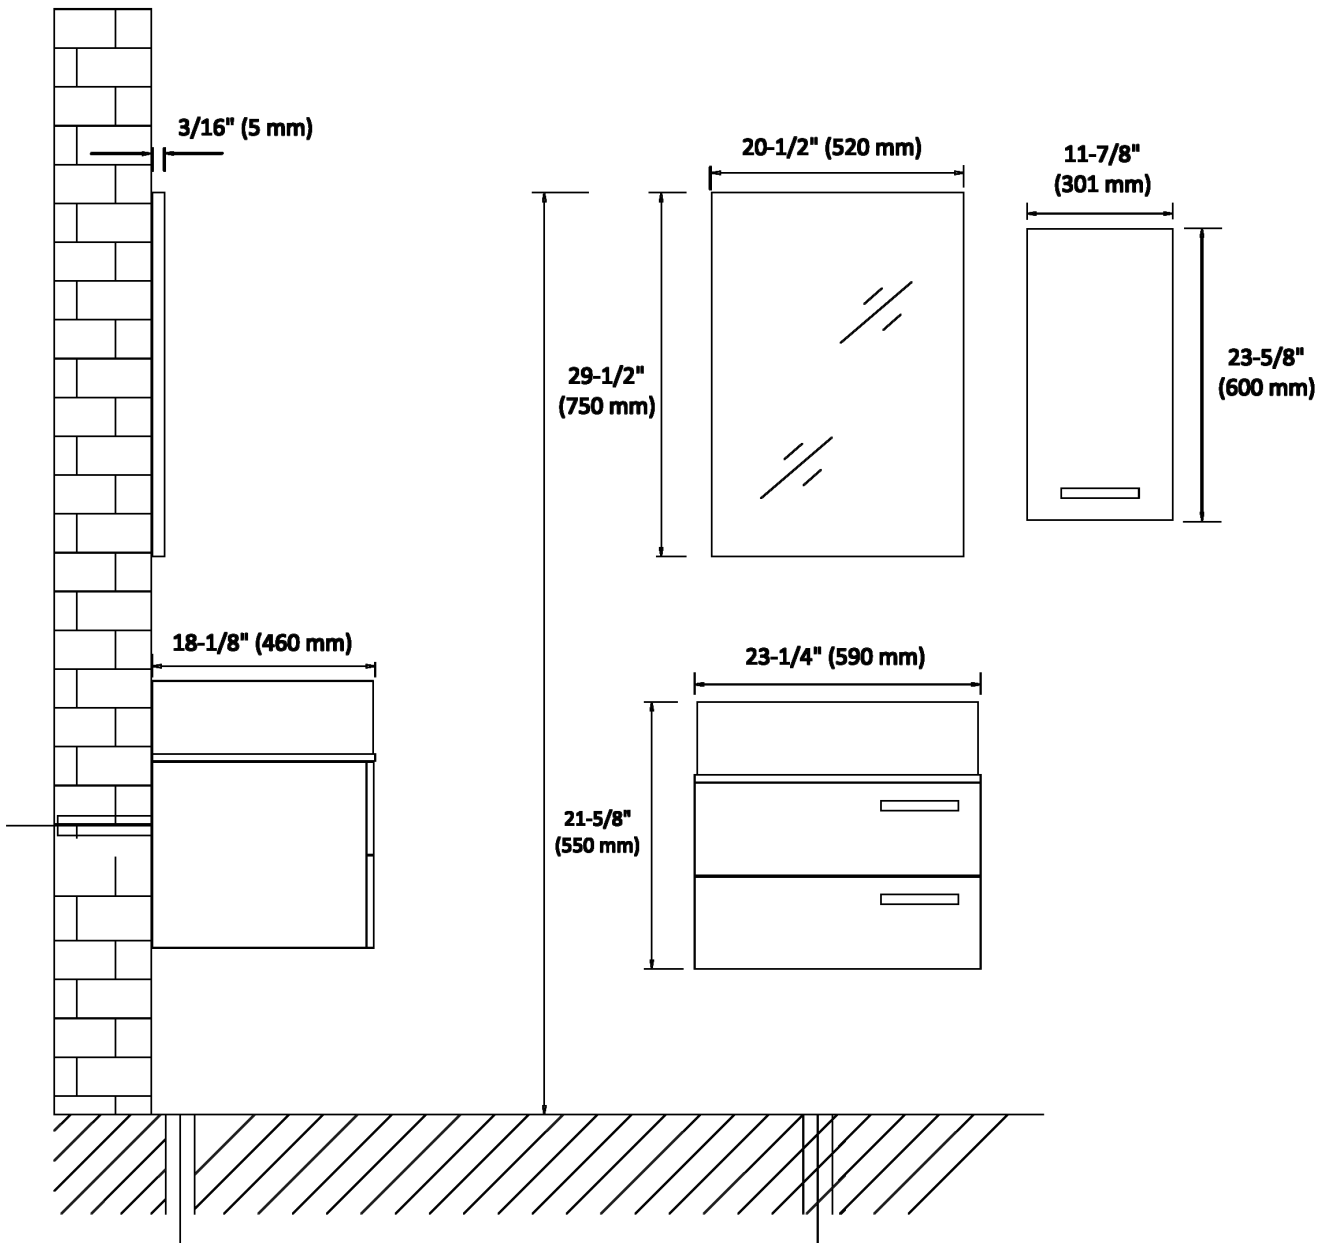 3/16" (5 mm)
20-1/2" (520 mm)
11-7/8"
(301 mm)
29-1/2"
(750 mm)
23-5/8"
(600 mm)
18-1/8" (460 mm)
23-1/4" (590 mm)
21-5/8"
(550 mm)